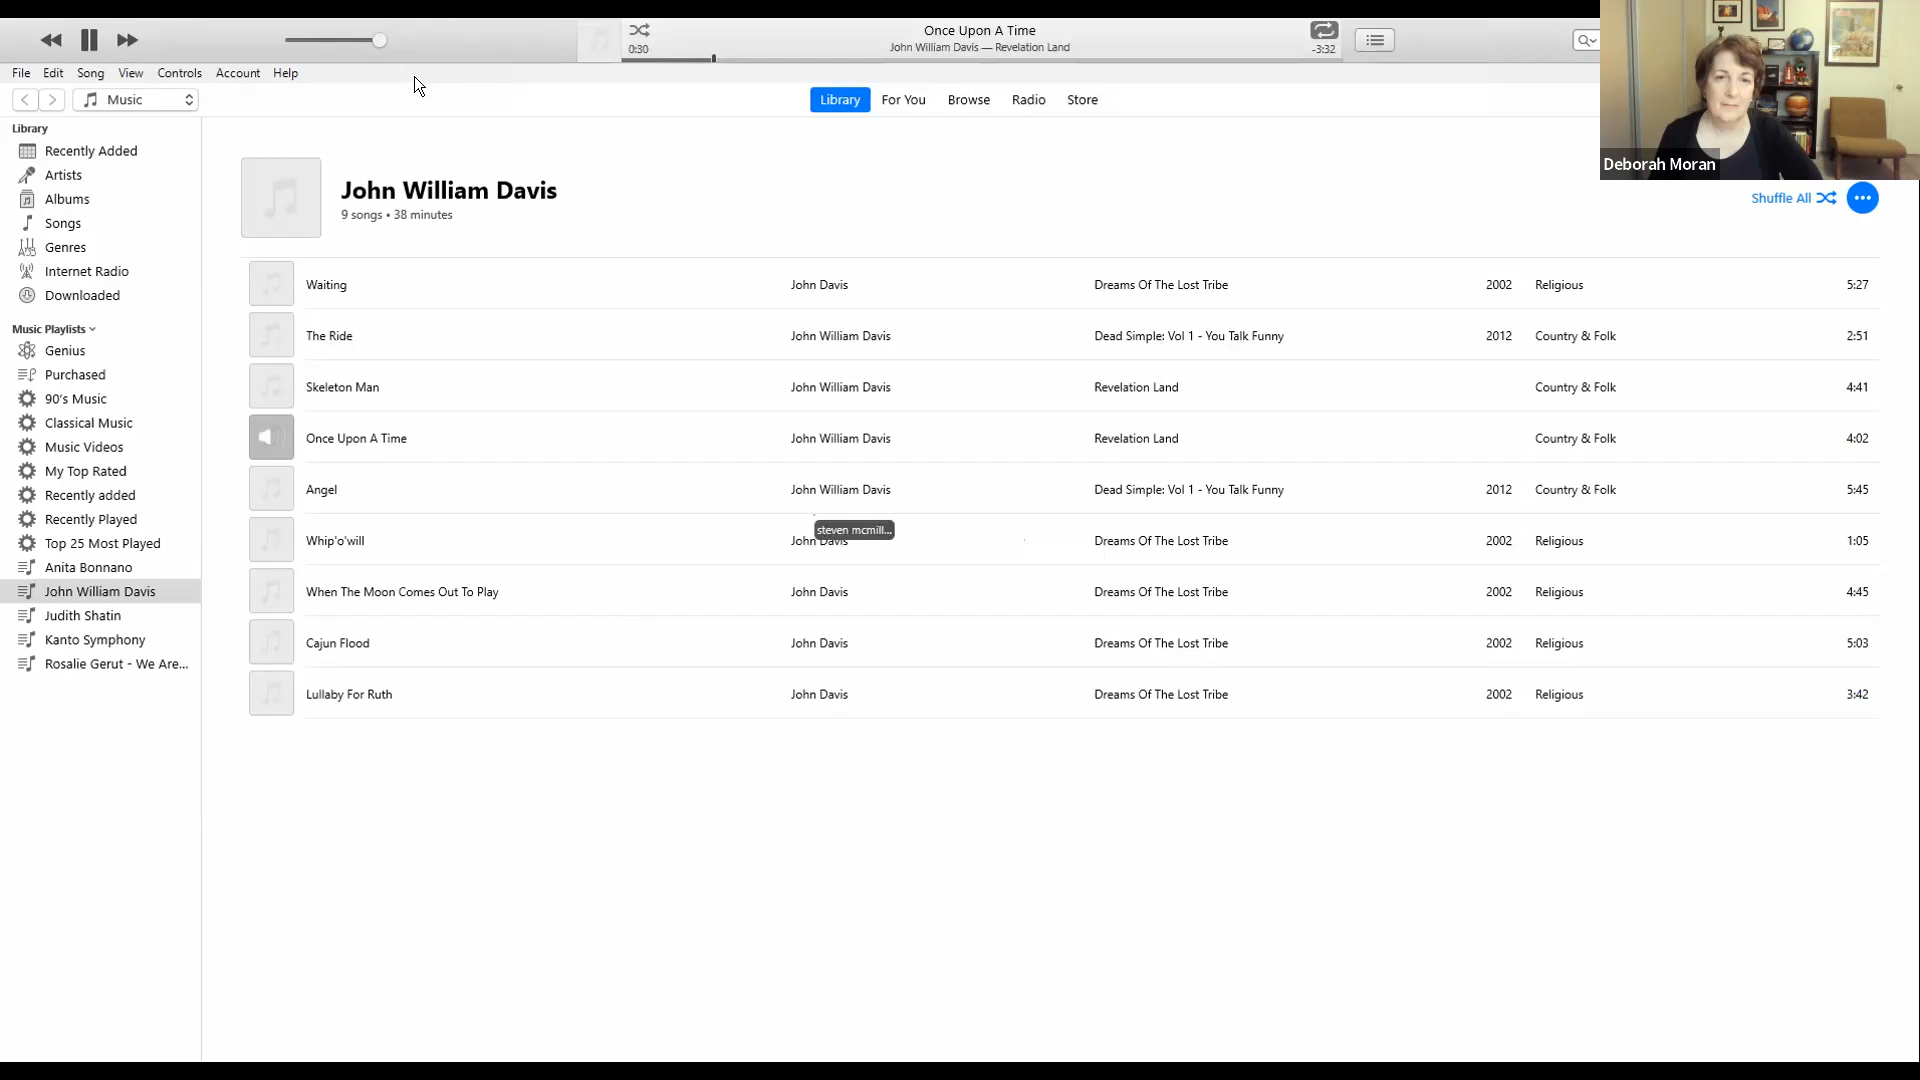 Once Upon A Time
John William Davis — Revelation Land
0:30
-3:32
File Edit Song View Controls Account Help
Music
Library For You Browse Radio Store
Deborah Moran
Library
Recently Added
Artists
Albums
Songs
Genres
Internet Radio
Downloaded
Music Playlists
Genius
Purchased
90's Music
Classical Music
Music Videos
My Top Rated
Recently added
Recently Played
Top 25 Most Played
Anita Bonnano
John William Davis
Judith Shatin
Kanto Symphony
Rosalie Gerut - We Are...
John William Davis
9 songs • 38 minutes
Shuffle All
Waiting John Davis Dreams Of The Lost Tribe 2002 Religious 5:27
The Ride John William Davis Dead Simple: Vol 1 - You Talk Funny 2012 Country & Folk 2:51
Skeleton Man John William Davis Revelation Land Country & Folk 4:41
Once Upon A Time John William Davis Revelation Land Country & Folk 4:02
Angel John William Davis Dead Simple: Vol 1 - You Talk Funny 2012 Country & Folk 5:45
steven mcmill...
Whip'o'will John Davis Dreams Of The Lost Tribe 2002 Religious 1:05
When The Moon Comes Out To Play John Davis Dreams Of The Lost Tribe 2002 Religious 4:45
Cajun Flood John Davis Dreams Of The Lost Tribe 2002 Religious 5:03
Lullaby For Ruth John Davis Dreams Of The Lost Tribe 2002 Religious 3:42